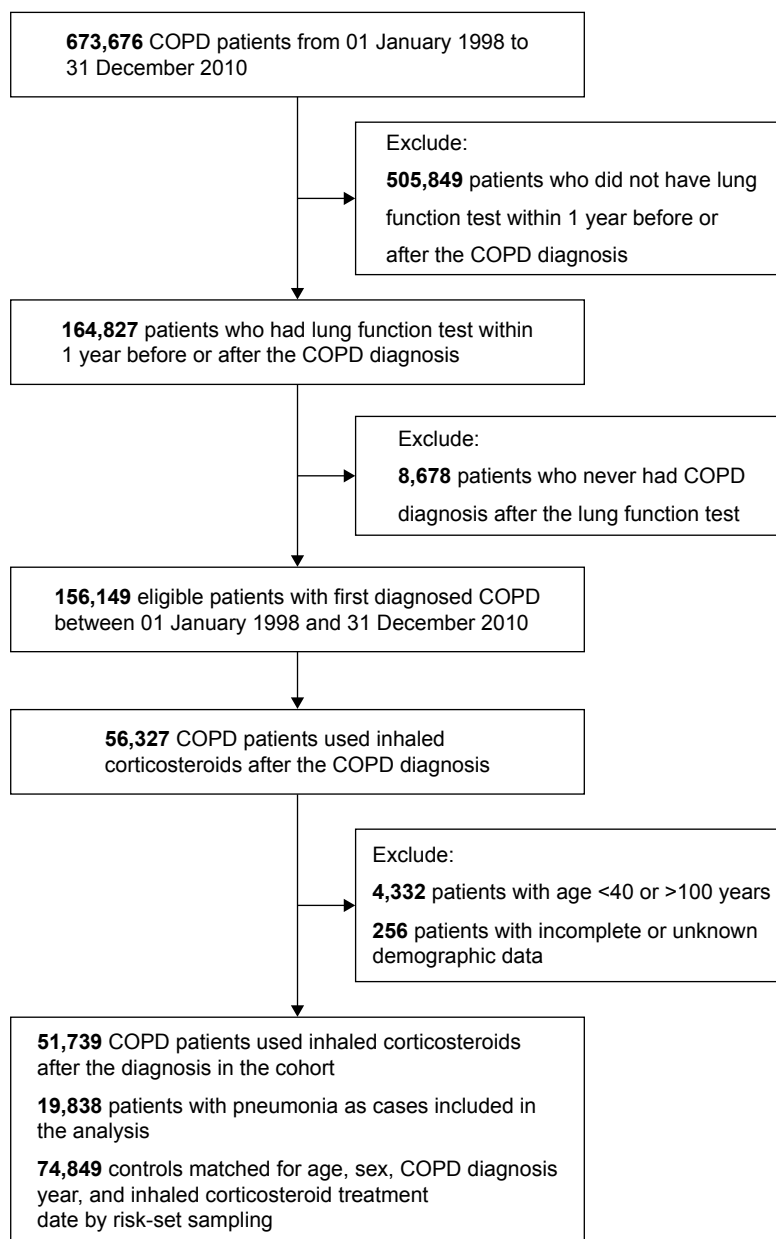 673,676 COPD patients from 01 January 1998 to
31 December 2010
Exclude:
505,849 patients who did not have lung
function test within 1 year before or
after the COPD diagnosis
164,827 patients who had lung function test within
1 year before or after the COPD diagnosis
Exclude:
8,678 patients who never had COPD
diagnosis after the lung function test
156,149 eligible patients with first diagnosed COPD
between 01 January 1998 and 31 December 2010
56,327 COPD patients used inhaled
corticosteroids after the COPD diagnosis
Exclude:
4,332 patients with age <40 or >100 years
256 patients with incomplete or unknown
demographic data
51,739 COPD patients used inhaled corticosteroids
after the diagnosis in the cohort
19,838 patients with pneumonia as cases included in
the analysis
74,849 controls matched for age, sex, COPD diagnosis
year, and inhaled corticosteroid treatment
date by risk-set sampling